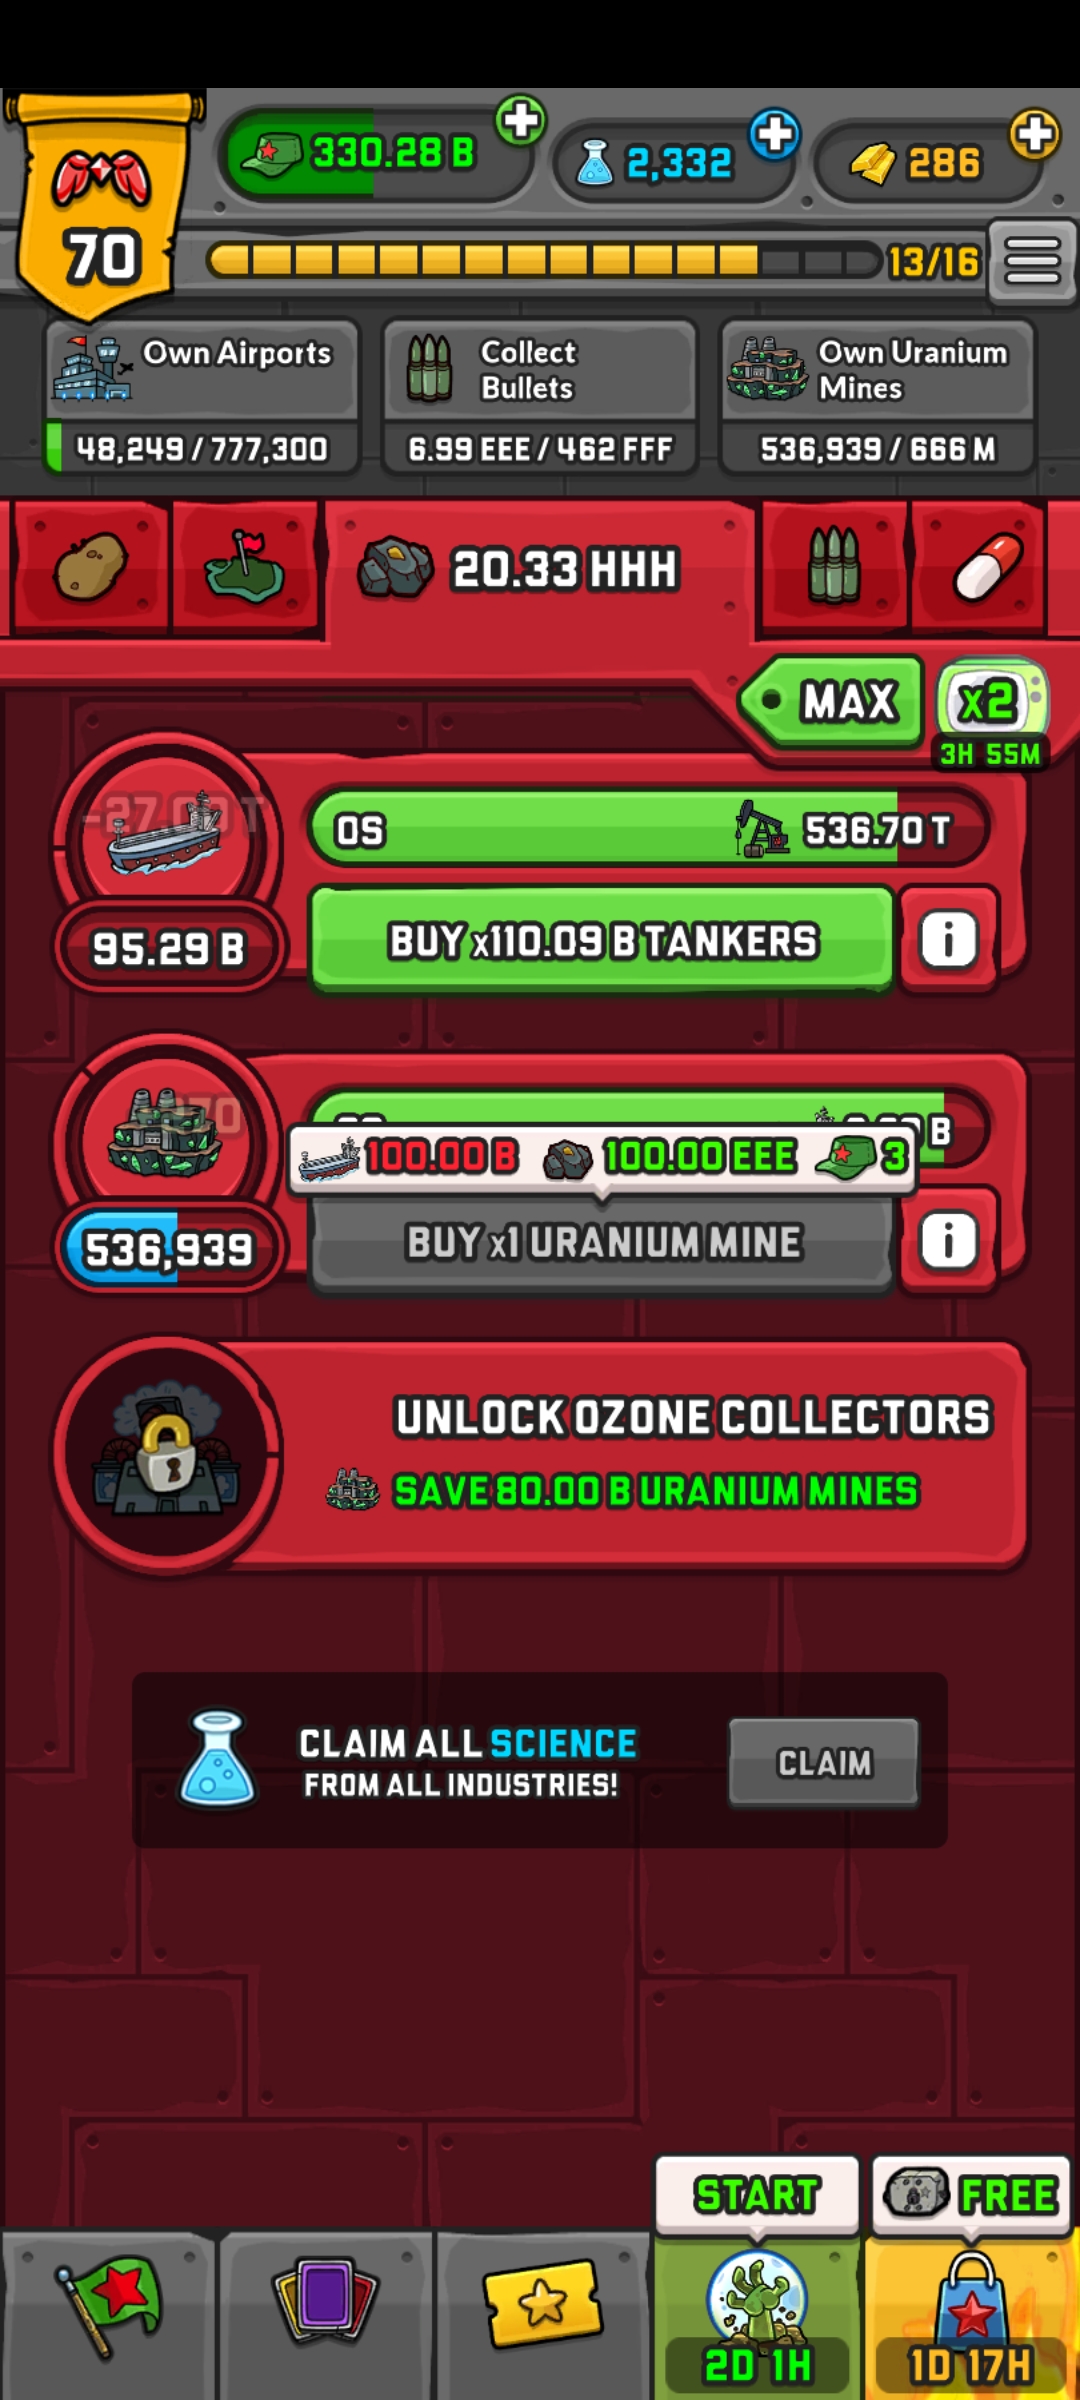 330.28 B
2,332
286
70
13/16
Own Airports
48,249 / 777,300
Collect
Bullets
6.99 EEE / 462 FFF
Own Uranium
Mines
536,939 / 666 M
20.33 HHH
MAX
x2
3H 55M
0S
536.70 T
95.29 B
BUY x110.09 B TANKERS
i
B
100.00 B
100.00 EEE
3
536,939
BUY x1 URANIUM MINE
i
UNLOCK OZONE COLLECTORS
SAVE 80.00 B URANIUM MINES
CLAIM ALL SCIENCE
FROM ALL INDUSTRIES!
CLAIM
START
FREE
2D 1H
1D 17H